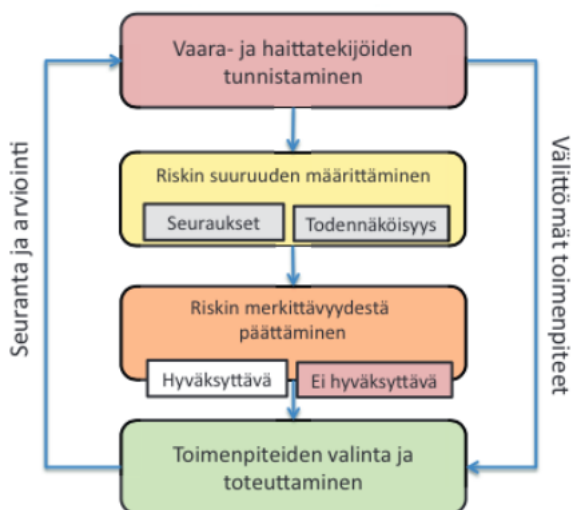 Vaara- ja haittatekijöiden
tunnistaminen
Riskin suuruuden määrittäminen
Seuraukset
Todennäköisyys
Riskin merkittävyydestä
päättäminen
Hyväksyttävä
Ei hyväksyttävä
Toimenpiteiden valinta ja
toteuttaminen
Seuranta ja arviointi
Välittömät toimenpiteet